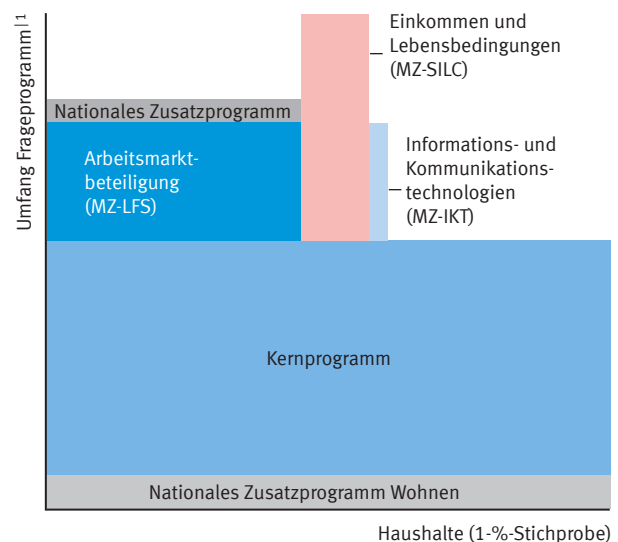 Umfang Frageprogramm|1
Einkommen und
Lebensbedingungen
(MZ-SILC)
Nationales Zusatzprogramm
Arbeitsmarkt-
beteiligung
(MZ-LFS)
Informations- und
Kommunikations-
technologien
(MZ-IKT)
Kernprogramm
Nationales Zusatzprogramm Wohnen
Haushalte (1-%-Stichprobe)